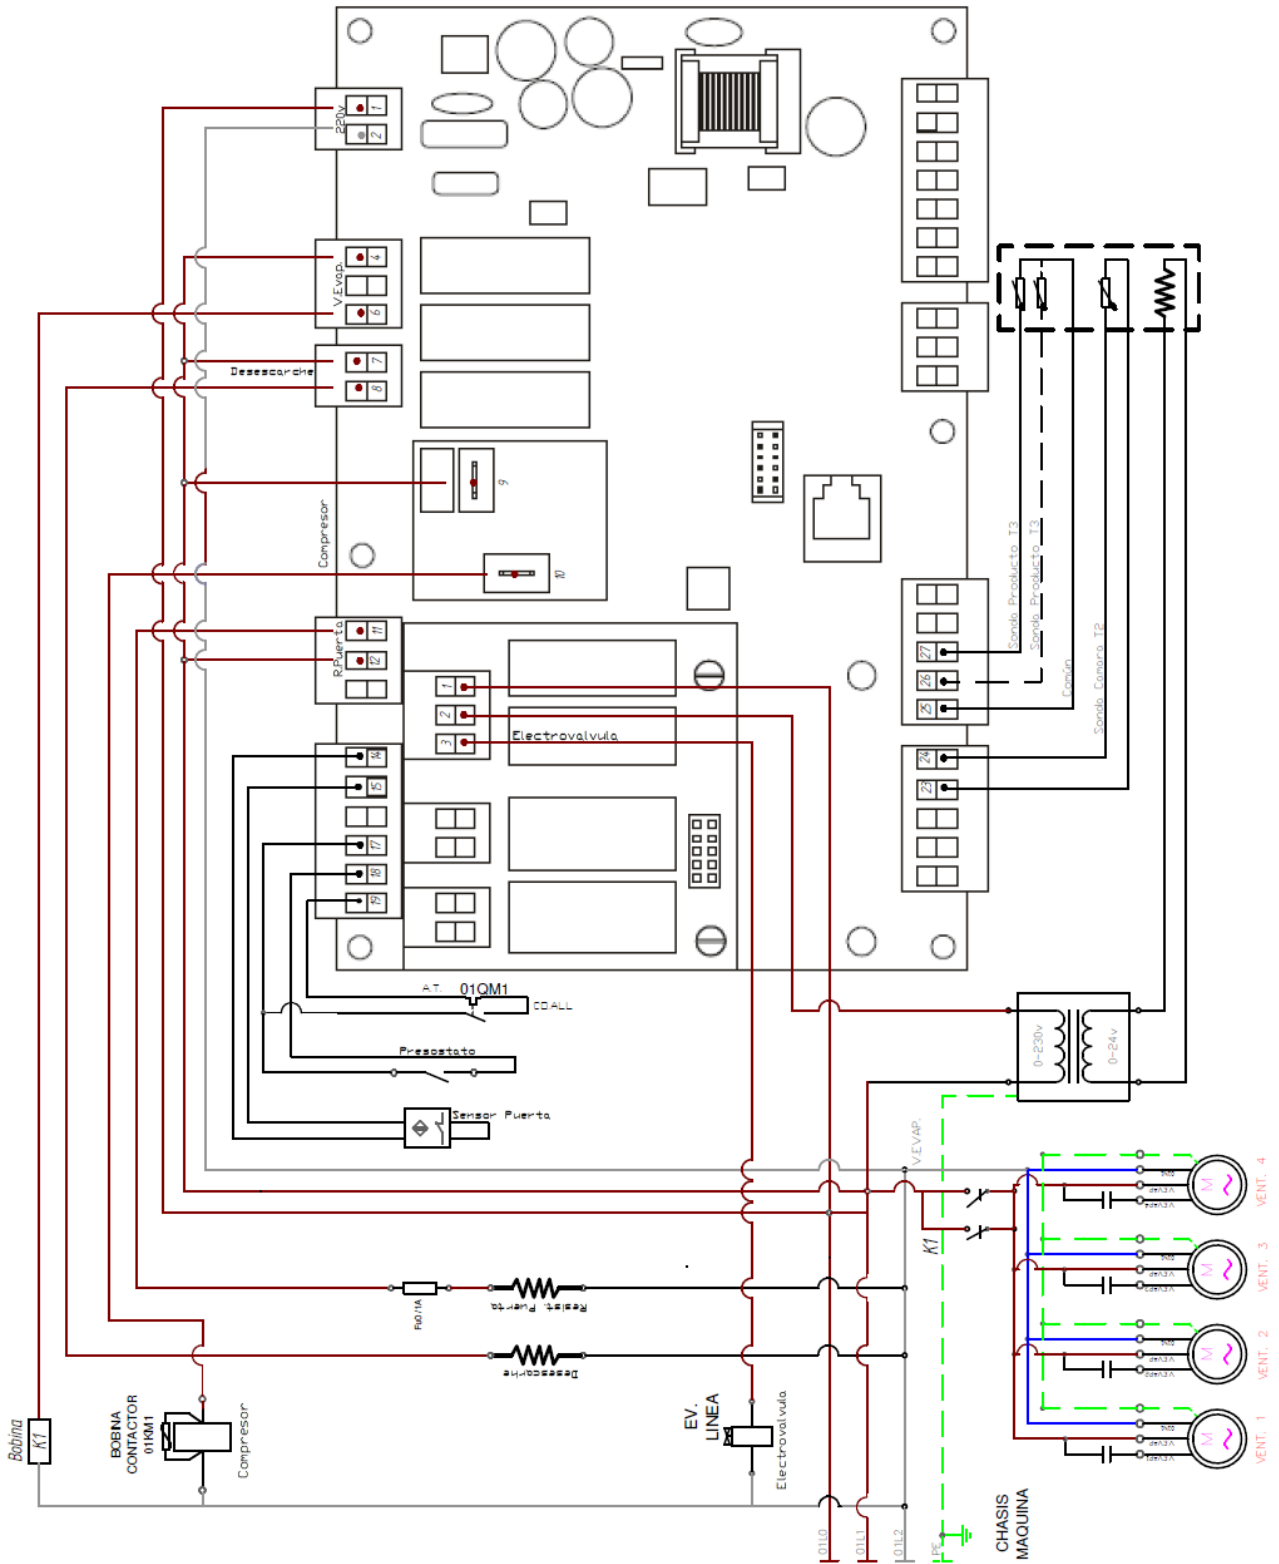 220v
1
2
V.Evap.
4
6
Desescarche
7
8
Compresor
9
10
R.Puerta
11
12
1
2
3
Electrovalvula
14
15
17
18
19
27
26
25
24
23
Sonda Producto T3
Sonda Producto T3
Común
Sonda Camara T2
A.T.
01QM1
CDALL
Presostato
Sensor Puerta
0-230v
0-24v
V.EVAP.
K1
Resist. Puerta
Desescarche
Bobina
K1
BOBINA
CONTACTOR
01KM1
Compresor
EV.
LINEA
Electrovalvula
01L0
01L1
01L2
PE
CHASIS
MAQUINA
M
VENT. 4
M
VENT. 3
M
VENT. 2
M
VENT. 1